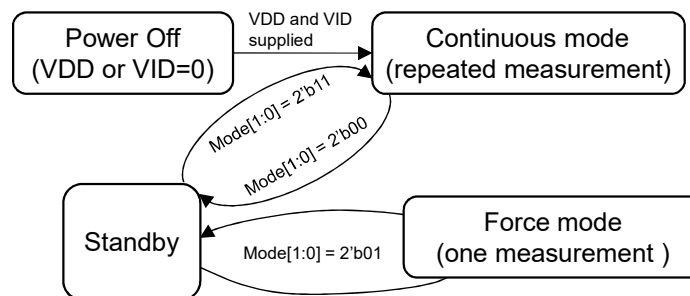 Power Off
(VDD or VID=0)
VDD and VID
supplied
Continuous mode
(repeated measurement)
Mode[1:0] = 2'b11
Mode[1:0] = 2'b00
Standby
Mode[1:0] = 2'b01
Force mode
(one measurement )